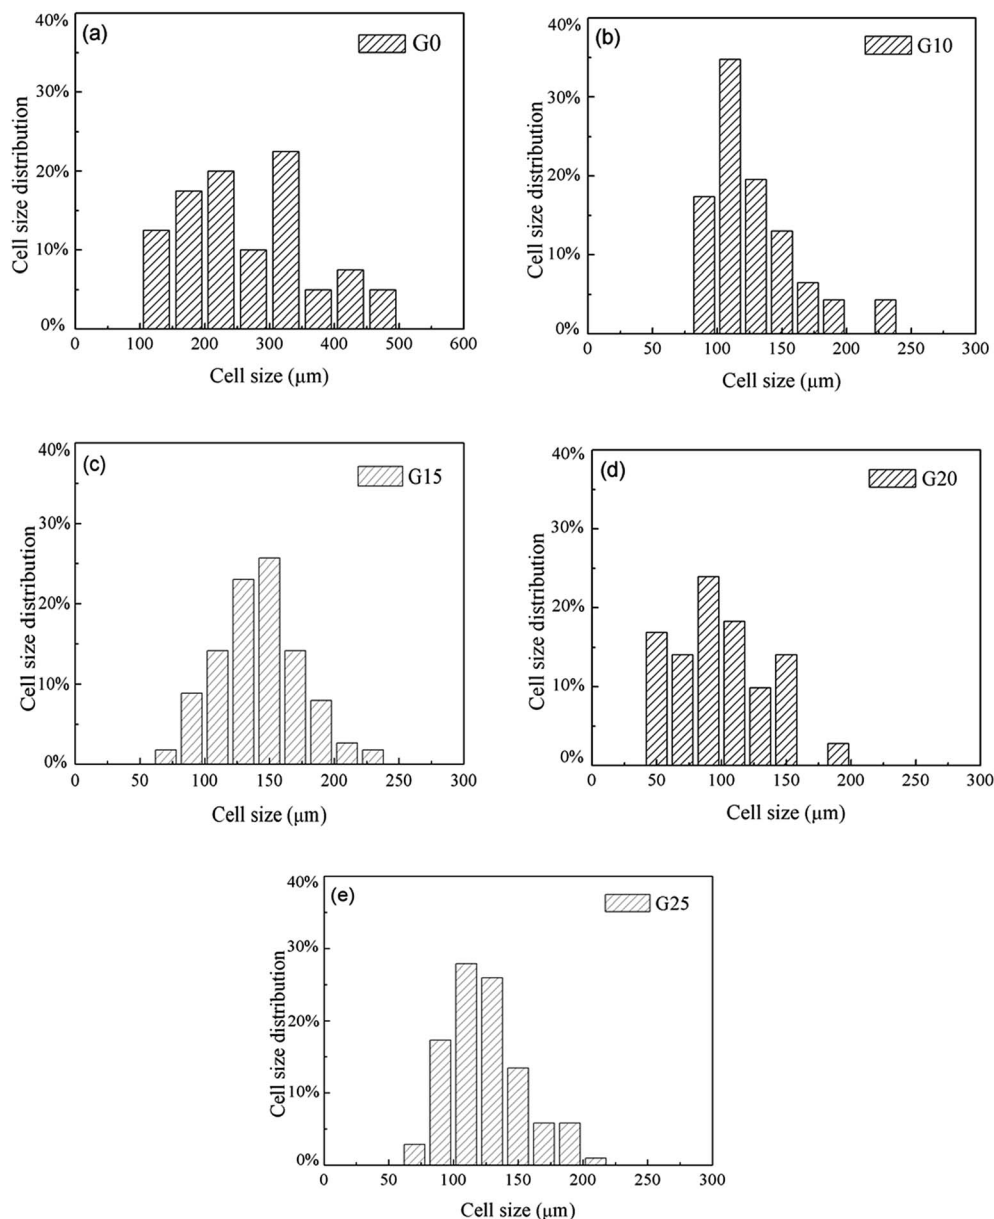 (a)
G0
40%
30%
20%
10%
0%
Cell size distribution
0 100 200 300 400 500 600
Cell size (μm)
(b)
G10
40%
30%
20%
10%
0%
Cell size distribution
0 50 100 150 200 250 300
Cell size (μm)
(c)
G15
40%
30%
20%
10%
0%
Cell size distribution
0 50 100 150 200 250 300
Cell size (μm)
(d)
G20
40%
30%
20%
10%
0%
Cell size distribution
0 50 100 150 200 250 300
Cell size (μm)
(e)
G25
40%
30%
20%
10%
0%
Cell size distribution
0 50 100 150 200 250 300
Cell size (μm)